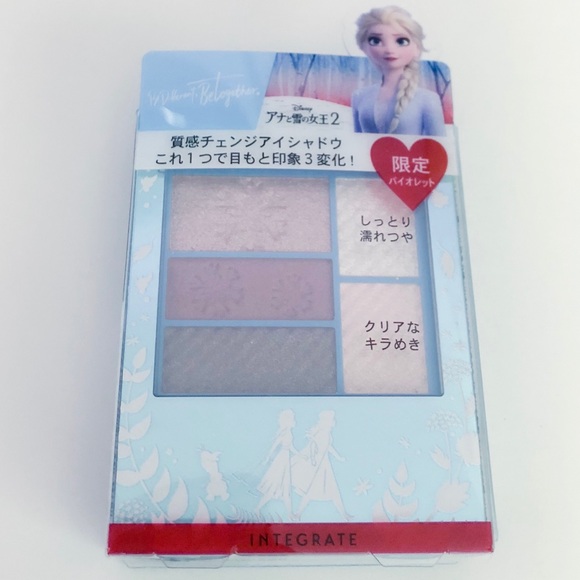 Be together.
Disney
アナと雪の女王2
質感チェンジアイシャドウ
これ1つで目もと印象3変化!
限定
バイオレット
しっとり
濡れつや
クリアな
キラめき
INTEGRATE